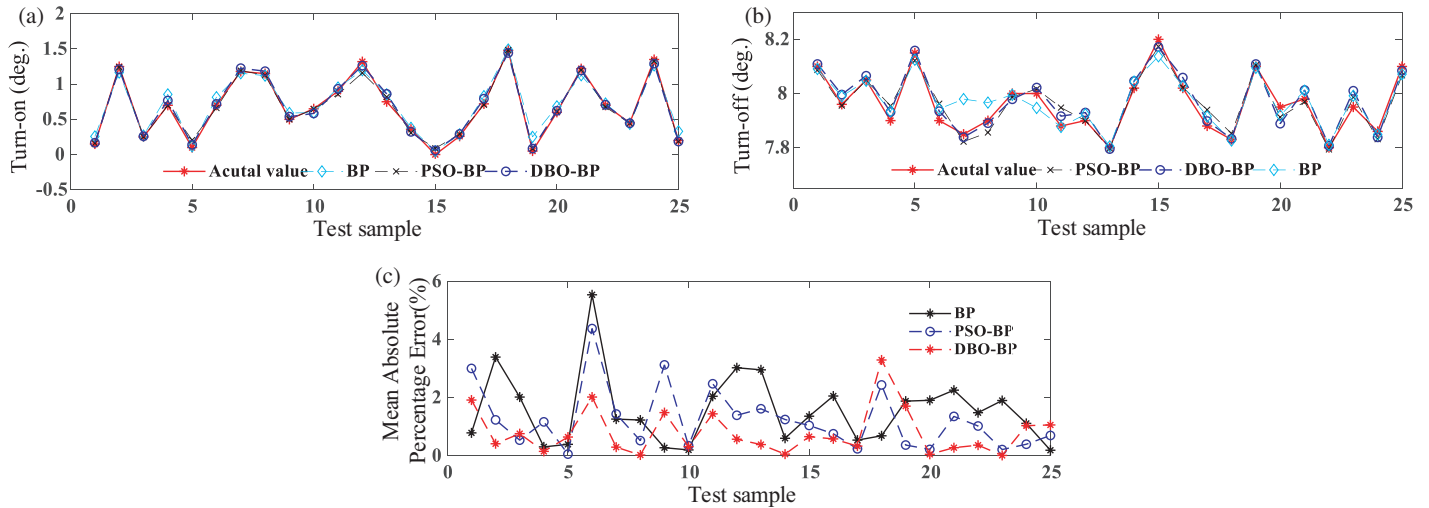 (a)
Turn-on (deg.)
2
1.5
1
0.5
0
-0.5
Acutal value
BP
PSO-BP
DBO-BP
0
5
10
15
20
25
Test sample
(b)
Turn-off (deg.)
8.2
8
7.8
Acutal value
PSO-BP
DBO-BP
BP
0
5
10
15
20
25
Test sample
(c)
Mean Absolute
Percentage Error(%)
6
4
2
0
BP
PSO-BP
DBO-BP
0
5
10
15
20
25
Test sample